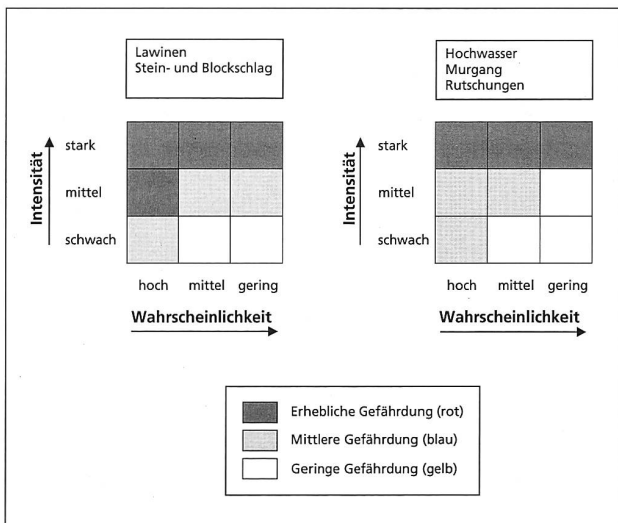 Lawinen
Stein- und Blockschlag
Intensität
stark
mittel
schwach
hoch mittel gering
Wahrscheinlichkeit
Hochwasser
Murgang
Rutschungen
Intensität
stark
mittel
schwach
hoch mittel gering
Wahrscheinlichkeit
Erhebliche Gefährdung (rot)
Mittlere Gefährdung (blau)
Geringe Gefährdung (gelb)